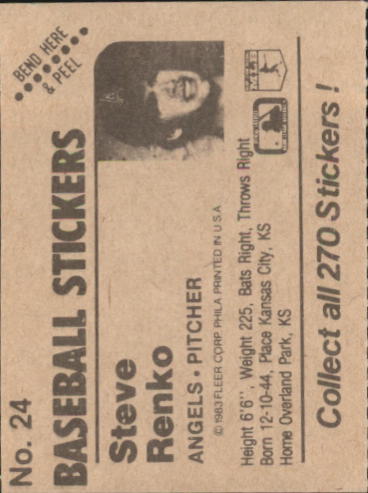 No. 24
BEND HERE
& PEEL
BASEBALL STICKERS
Steve
Renko
ANGELS • PITCHER
© 1983 FLEER CORP. PHILA. PRINTED IN U.S.A.
Height 6'6", Weight 225, Bats Right, Throws Right
Born 12-10-44, Place Kansas City, KS
Home Overland Park, KS
Collect all 270 Stickers!